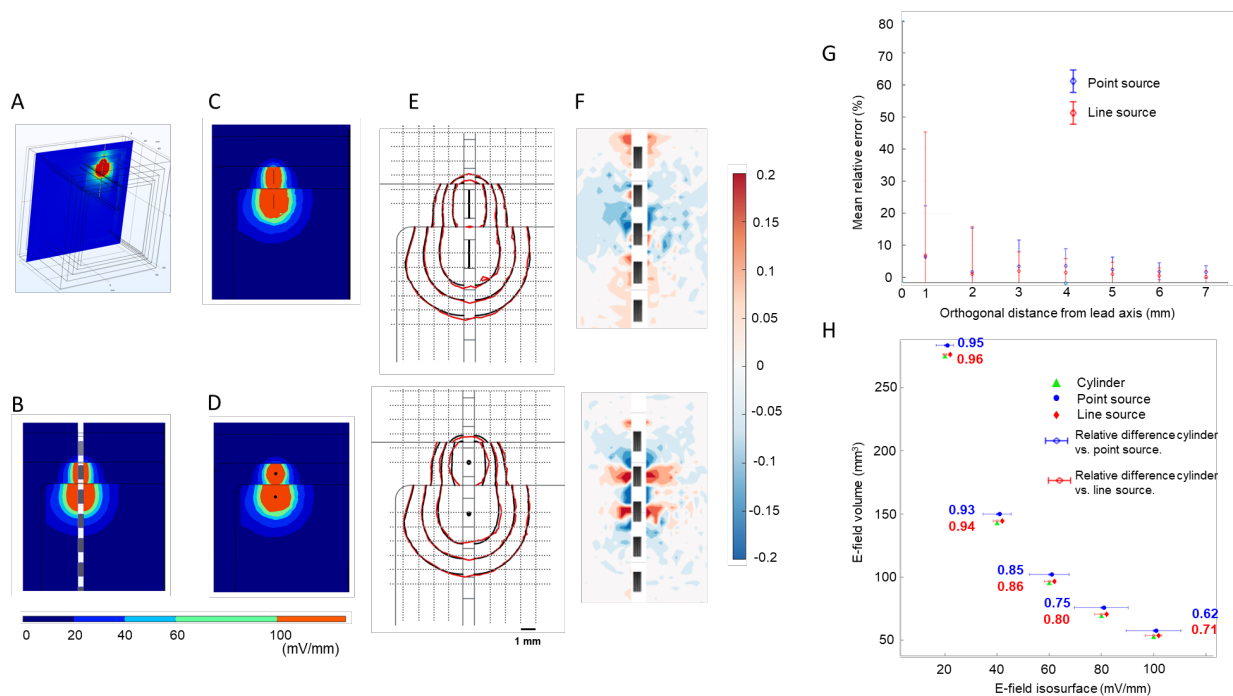 A
C
E
F
G
B
D
0
20
40
60
100
(mV/mm)
1 mm
0.2
0.15
0.1
0.05
0
-0.05
-0.1
-0.15
-0.2
80
70
60
50
40
30
20
10
0
Mean relative error (%)
Point source
Line source
0 1 2 3 4 5 6 7
Orthogonal distance from lead axis (mm)
H
0.95
0.96
250
200
150
100
50
E-field volume (mm³)
Cylinder
Point source
Line source
Relative difference cylinder
vs. point source.
Relative difference cylinder
vs. line source.
0.93
0.94
0.85
0.86
0.75
0.80
0.62
0.71
20 40 60 80 100
E-field isosurface (mV/mm)